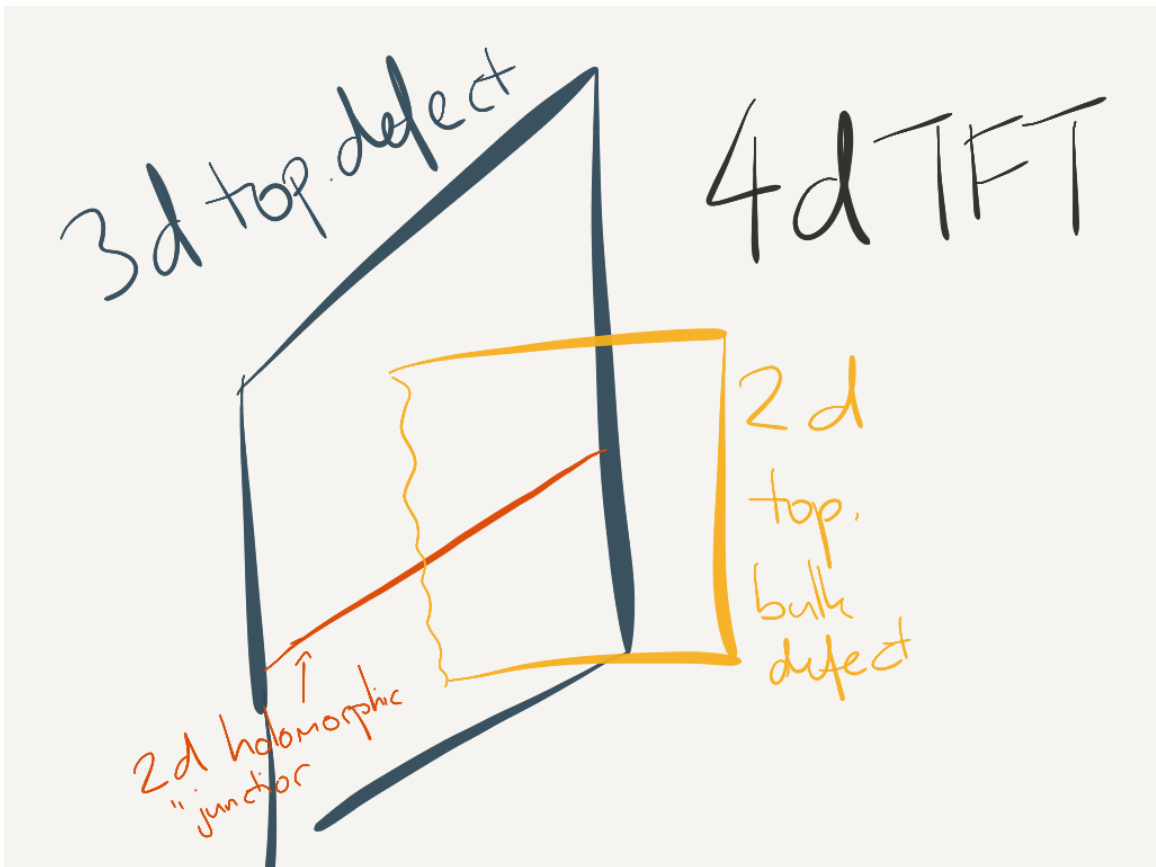 3d top. defect
4d TFT
2d
top.
bulk
defect
2d holomorphic
"junction